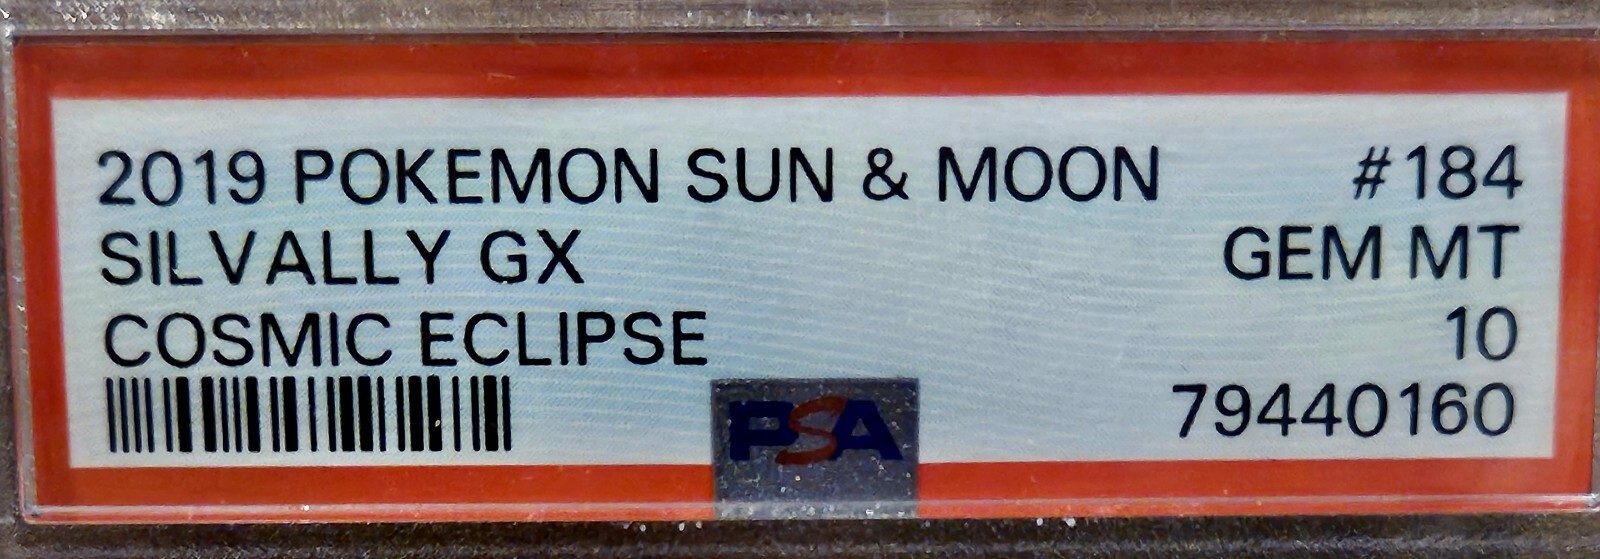 2019 POKEMON SUN & MOON #184
SILVALLY GX GEM MT
COSMIC ECLIPSE 10
79440160
PSA